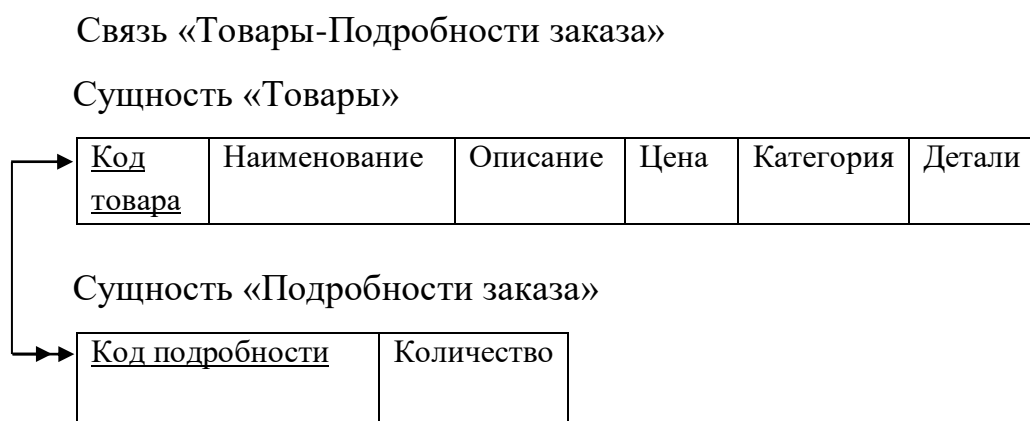 Связь «Товары-Подробности заказа»
Сущность «Товары»
Код Наименование Описание Цена Категория Детали
товара
Сущность «Подробности заказа»
Код подробности Количество